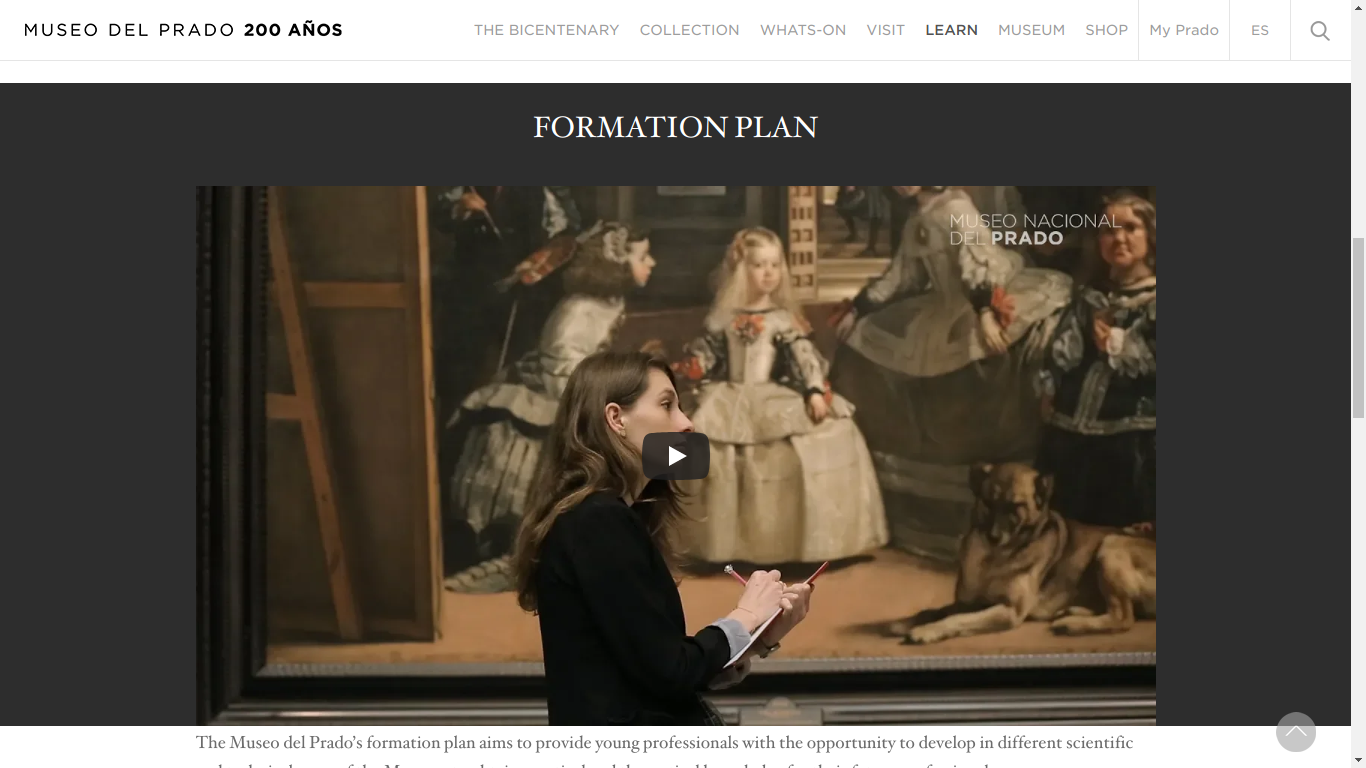 MUSEO DEL PRADO 200 AÑOS
THE BICENTENARY COLLECTION WHATS-ON VISIT LEARN MUSEUM SHOP My Prado ES
FORMATION PLAN
MUSEO NACIONAL
DEL PRADO
The Museo del Prado's formation plan aims to provide young professionals with the opportunity to develop in different scientific